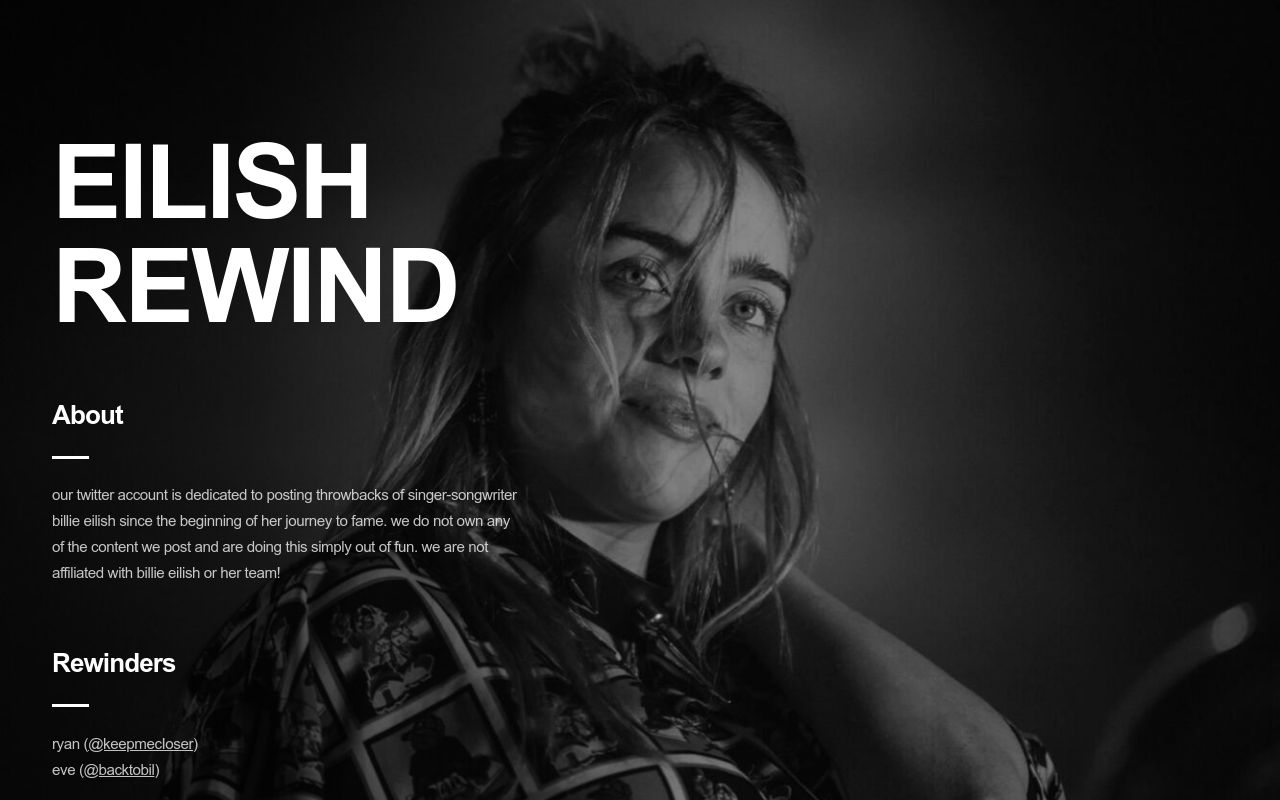 EILISH
REWIND
About
our twitter account is dedicated to posting throwbacks of singer-songwriter
billie eilish since the beginning of her journey to fame. we do not own any
of the content we post and are doing this simply out of fun. we are not
affiliated with billie eilish or her team!
Rewinders
ryan (@keepmecloser)
eve (@backtobil)